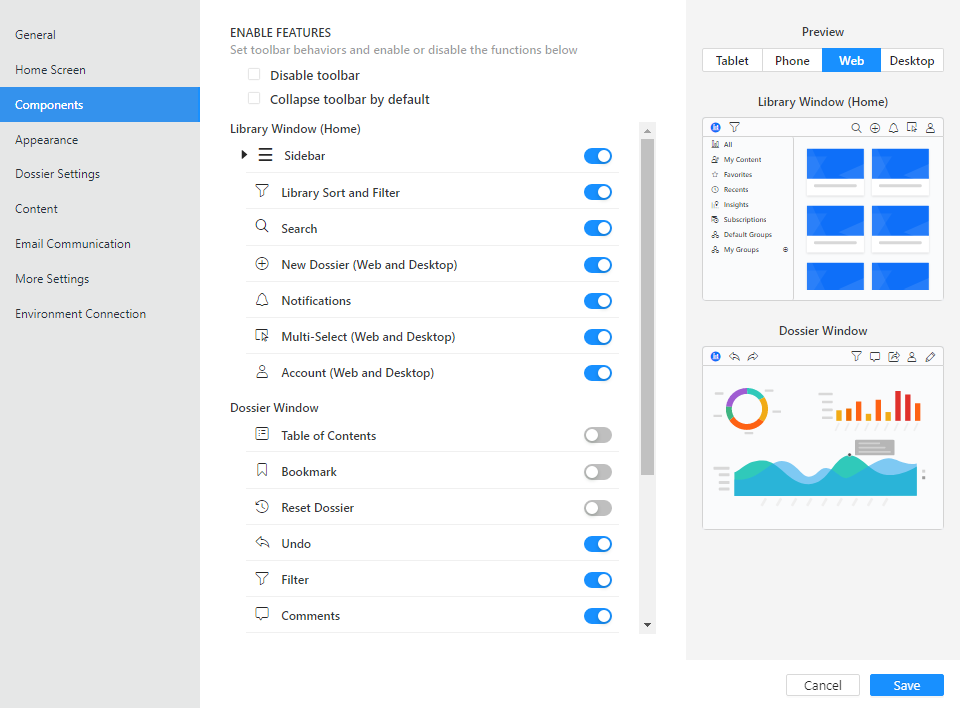 General
Home Screen
Components
Appearance
Dossier Settings
Content
Email Communication
More Settings
Environment Connection
ENABLE FEATURES
Set toolbar behaviors and enable or disable the functions below
Disable toolbar
Collapse toolbar by default
Library Window (Home)
Sidebar
Library Sort and Filter
Search
New Dossier (Web and Desktop)
Notifications
Multi-Select (Web and Desktop)
Account (Web and Desktop)
Dossier Window
Table of Contents
Bookmark
Reset Dossier
Undo
Filter
Comments
Preview
Tablet Phone Web Desktop
Library Window (Home)
All
My Content
Favorites
Recents
Insights
Subscriptions
Default Groups
My Groups
Dossier Window
Cancel Save